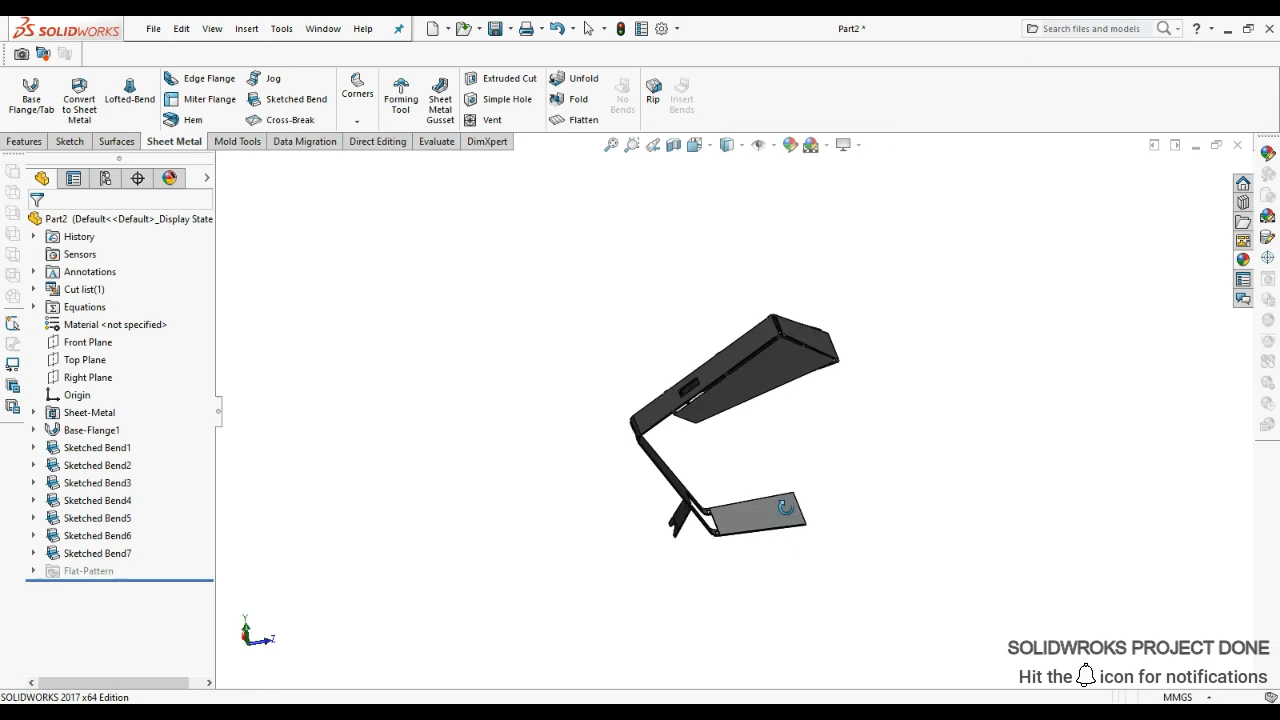 SOLIDWORKS File Edit View Insert Tools Window Help Part2 * Search files and models
Base Flange/Tab
Convert to Sheet Metal
Lofted-Bend
Edge Flange
Miter Flange
Hem
Jog
Sketched Bend
Cross-Break
Corners
Forming Tool
Sheet Metal Gusset
Extruded Cut
Simple Hole
Vent
Unfold
Fold
Flatten
No Bends
Rip
Insert Bends
Features Sketch Surfaces Sheet Metal Mold Tools Data Migration Direct Editing Evaluate DimXpert
Part2 (Default<<Default>_Display State
History
Sensors
Annotations
Cut list(1)
Equations
Material <not specified>
Front Plane
Top Plane
Right Plane
Origin
Sheet-Metal
Base-Flange1
Sketched Bend1
Sketched Bend2
Sketched Bend3
Sketched Bend4
Sketched Bend5
Sketched Bend6
Sketched Bend7
Flat-Pattern
Y
Z
SOLIDWROKS PROJECT DONE
Hit the icon for notifications
SOLIDWORKS 2017 x64 Edition MMGS